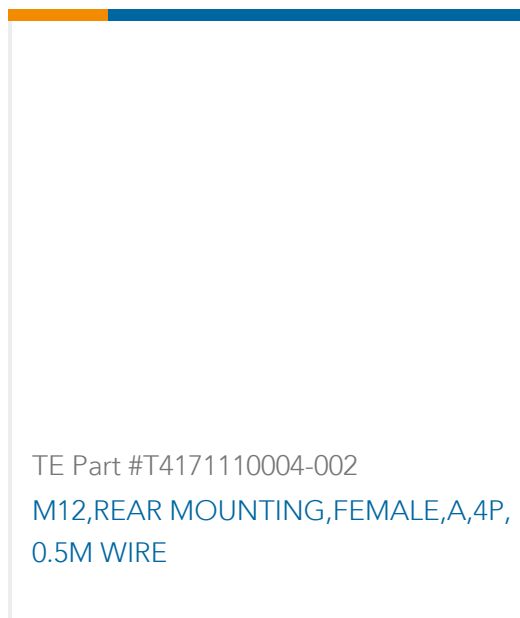 TE Part #T4171110004-002
M12,REAR MOUNTING,FEMALE,A,4P,
0.5M WIRE